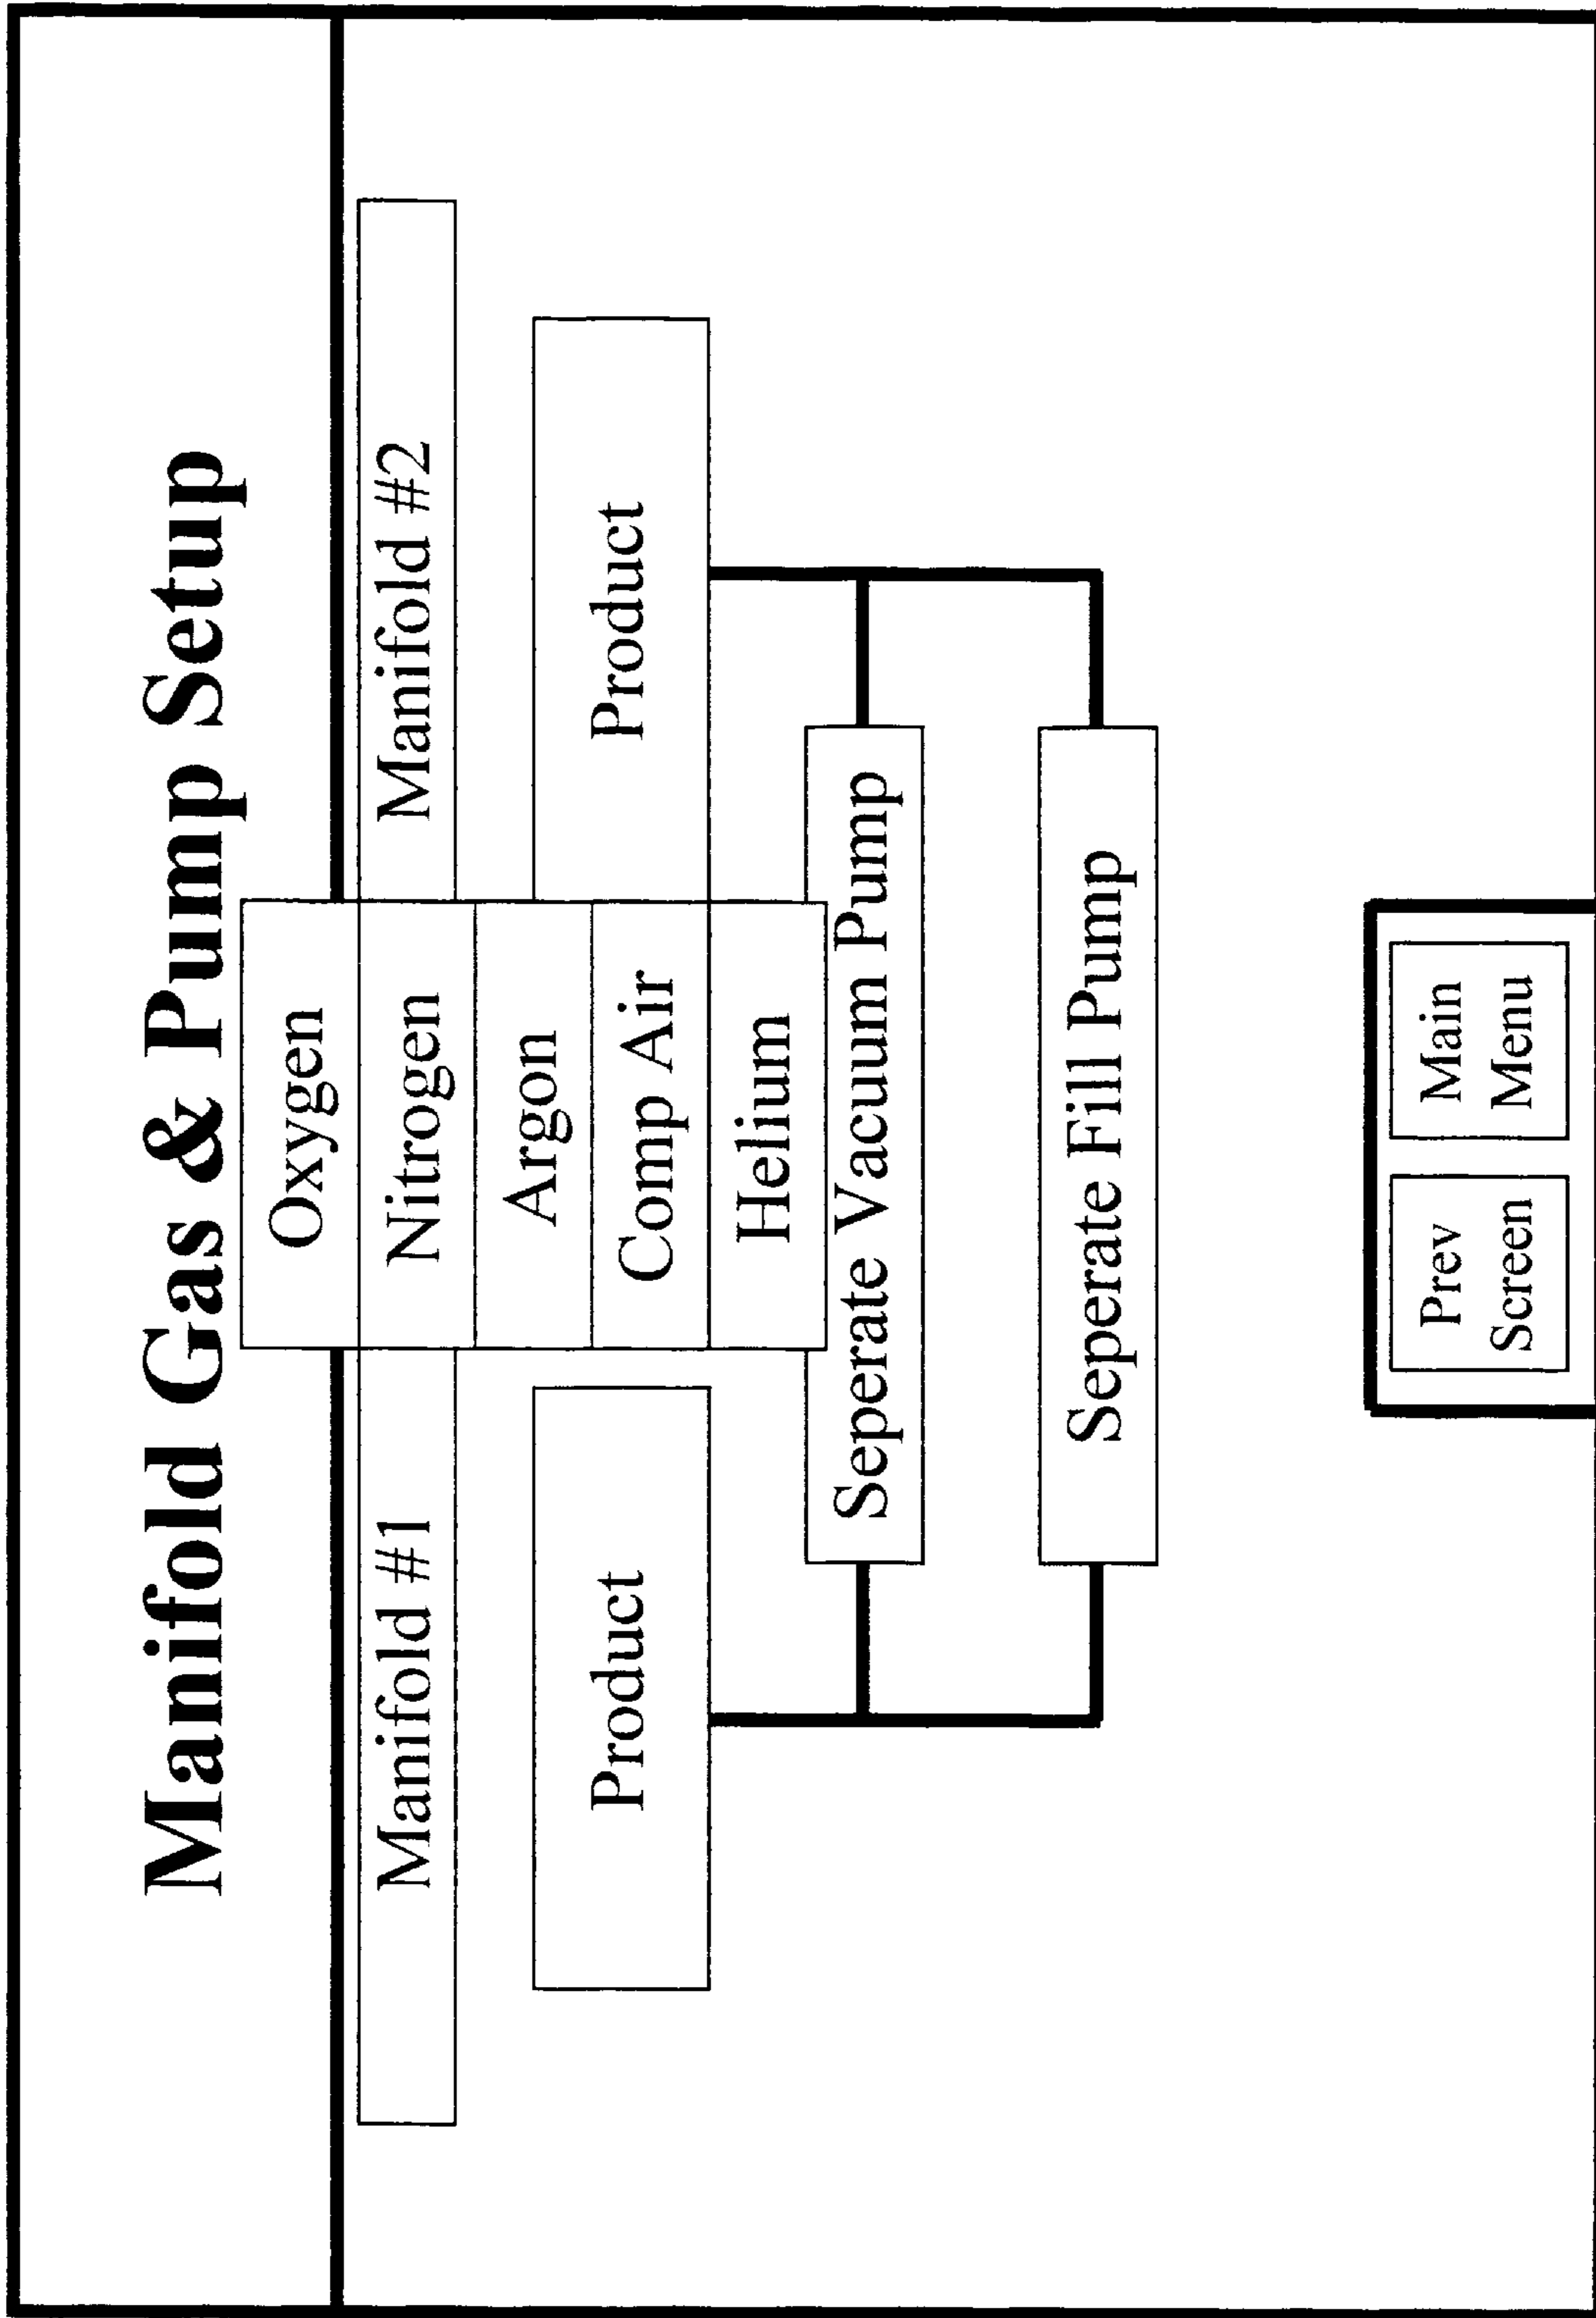 Manifold Gas & Pump Setup
Oxygen
Nitrogen
Argon
Comp Air
Helium
Manifold #1
Manifold #2
Product
Product
Seperate Vacuum Pump
Seperate Fill Pump
Prev
Screen
Main
Menu